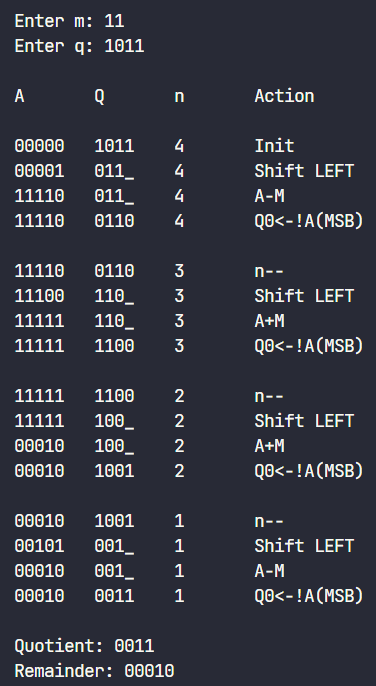 Enter m: 11
Enter q: 1011
A Q n Action
00000 1011 4 Init
00001 011_ 4 Shift LEFT
11110 011_ 4 A-M
11110 0110 4 Q0<-!A(MSB)
11110 0110 3 n--
11100 110_ 3 Shift LEFT
11111 110_ 3 A+M
11111 1100 3 Q0<-!A(MSB)
11111 1100 2 n--
11111 100_ 2 Shift LEFT
00010 100_ 2 A+M
00010 1001 2 Q0<-!A(MSB)
00010 1001 1 n--
00101 001_ 1 Shift LEFT
00010 001_ 1 A-M
00010 0011 1 Q0<-!A(MSB)
Quotient: 0011
Remainder: 00010